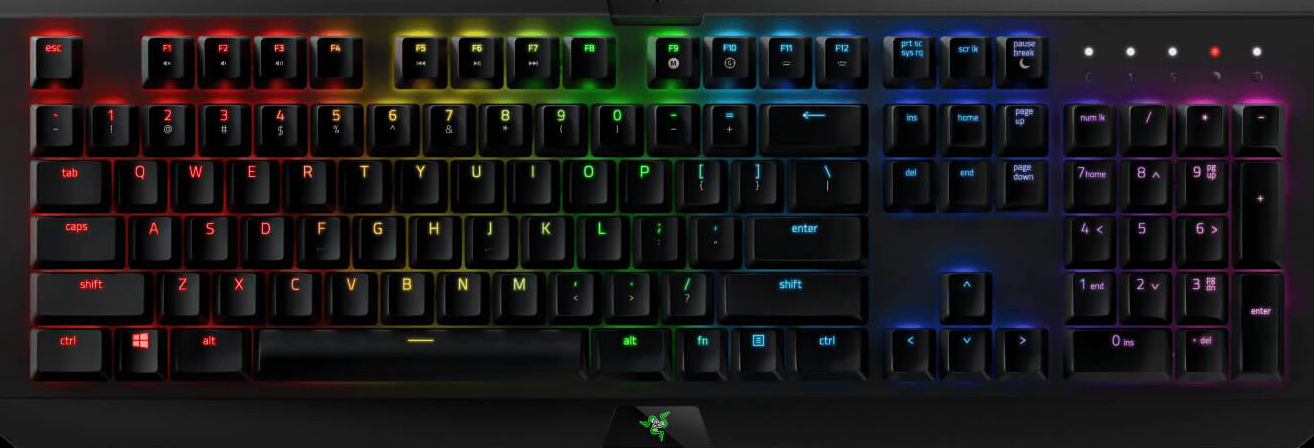 esc F1 F2 F3 F4 F5 F6 F7 F8 F9 F10 F11 F12 prt sc scr lk pause
M G sys rq break
C 1 S
` 1 2 3 4 5 6 7 8 9 0 - = ← ins home page num lk / * -
~ ! @ # $ % ^ & * ( ) _ + up
tab Q W E R T Y U I O P [ ] \ del end page 7 home 8 ^ 9 pg +
{ } | down up
caps A S D F G H J K L ; ' enter 4 < 5 6 >
: "
shift Z X C V B N M , . / shift ^ 1 end 2 v 3 pg enter
< > ? dn
ctrl alt alt fn ctrl < v > 0 ins . del